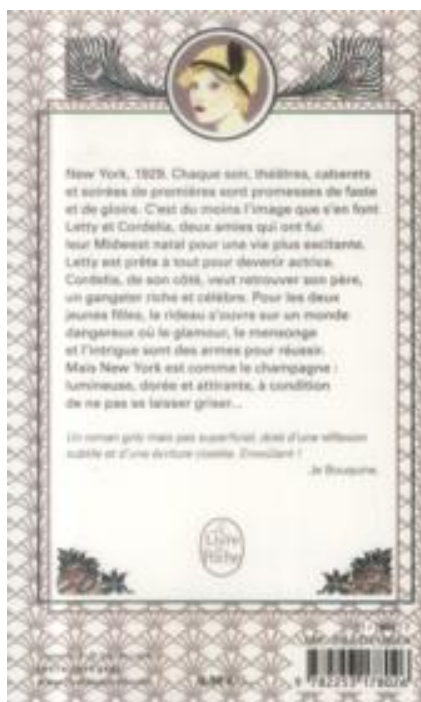 New York, 1929. Chaque soir, théâtres, cabarets
et soirées de premières sont promesses de faste
et de gloire. C'est du moins l'image que s'en font
Letty et Cordelia, deux amies qui ont fui
leur Midwest natal pour une vie plus excitante.
Letty est prête à tout pour devenir actrice.
Cordelia, de son côté, veut retrouver son père,
un gangster riche et célèbre. Pour les deux
jeunes filles, le rideau s'ouvre sur un monde
dangereux où le glamour, le mensonge
et l'intrigue sont des armes pour réussir.
Mais New York est comme le champagne :
lumineuse, dorée et attirante, à condition
de ne pas se laisser griser...
Un roman girly mais pas superficiel, doté d'une réflexion
subtile et d'une écriture ciselée. Envoûtant !
Je Bouquine.
Le
Livre
de
Poche
9 782253 178026